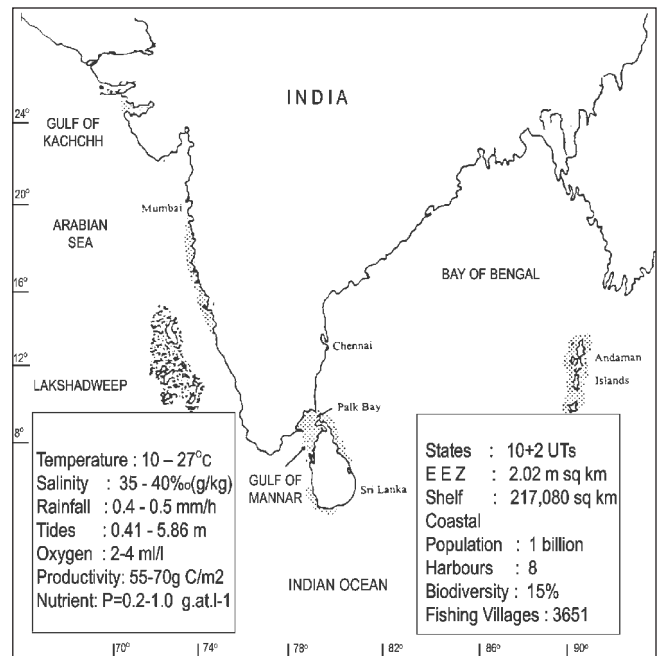 INDIA
24°
GULF OF
KACHCHH
20°
Mumbai
ARABIAN
SEA
BAY OF BENGAL
16°
Chennai
12°
Andaman
Islands
LAKSHADWEEP
Palk Bay
8°
GULF OF
MANNAR
Sri Lanka
Temperature : 10 – 27°C
Salinity : 35 - 40‰(g/kg)
Rainfall : 0.4 - 0.5 mm/h
Tides : 0.41 - 5.86 m
Oxygen : 2-4 ml/l
Productivity: 55-70g C/m2
Nutrient: P=0.2-1.0 g.at.l-1
States : 10+2 UTs
E E Z : 2.02 m sq km
Shelf : 217,080 sq km
Coastal
Population : 1 billion
Harbours : 8
Biodiversity : 15%
Fishing Villages : 3651
INDIAN OCEAN
70° 74° 78° 82° 86° 90°